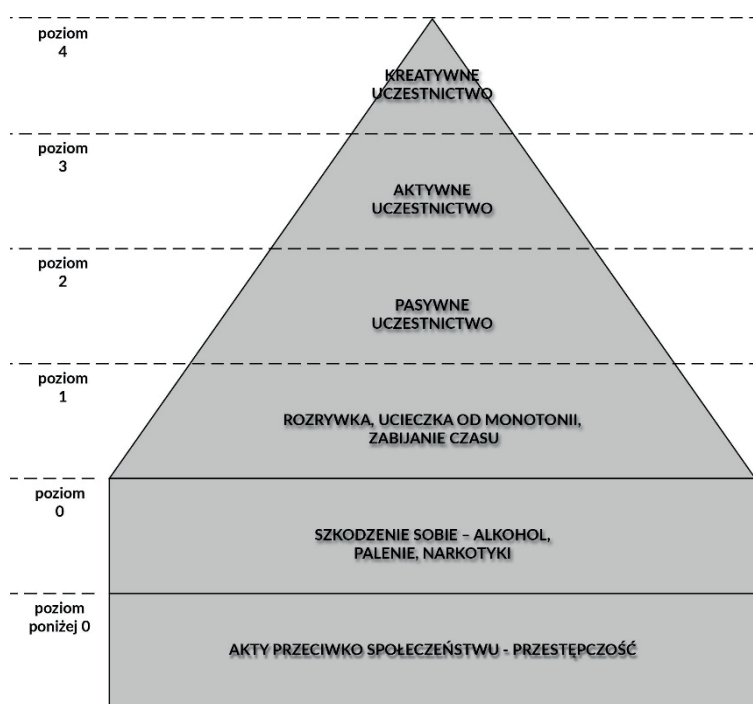 poziom
4
KREATYWNE
UCZESTNICTWO
poziom
3
AKTYWNE
UCZESTNICTWO
poziom
2
PASYWNE
UCZESTNICTWO
poziom
1
ROZRYWKA, UCIECZKA OD MONOTONII,
ZABIJANIE CZASU
poziom
0
SZKODZENIE SOBIE – ALKOHOL,
PALENIE, NARKOTYKI
poziom
poniżej 0
AKTY PRZECIWKO SPOŁECZEŃSTWU - PRZESTĘPCZOŚĆ